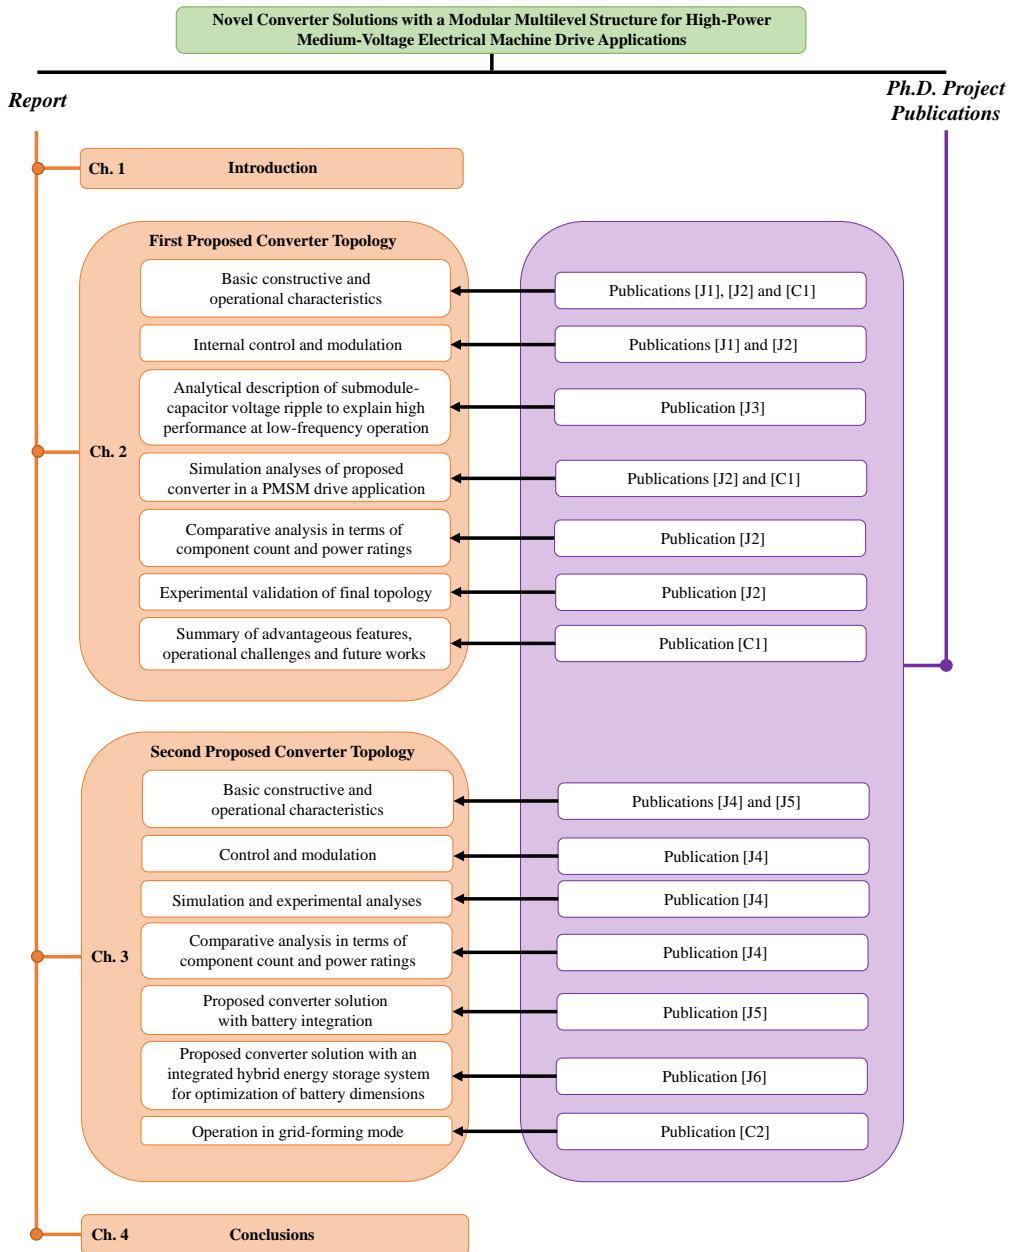 Novel Converter Solutions with a Modular Multilevel Structure for High-Power
Medium-Voltage Electrical Machine Drive Applications
Report
Ph.D. Project
Publications
Ch. 1
Introduction
First Proposed Converter Topology
Basic constructive and
operational characteristics
Publications [J1], [J2] and [C1]
Internal control and modulation
Publications [J1] and [J2]
Analytical description of submodule-
capacitor voltage ripple to explain high
performance at low-frequency operation
Publication [J3]
Ch. 2
Simulation analyses of proposed
converter in a PMSM drive application
Publications [J2] and [C1]
Comparative analysis in terms of
component count and power ratings
Publication [J2]
Experimental validation of final topology
Publication [J2]
Summary of advantageous features,
operational challenges and future works
Publication [C1]
Second Proposed Converter Topology
Basic constructive and
operational characteristics
Publications [J4] and [J5]
Control and modulation
Publication [J4]
Simulation and experimental analyses
Publication [J4]
Ch. 3
Comparative analysis in terms of
component count and power ratings
Publication [J4]
Proposed converter solution
with battery integration
Publication [J5]
Proposed converter solution with an
integrated hybrid energy storage system
for optimization of battery dimensions
Publication [J6]
Operation in grid-forming mode
Publication [C2]
Ch. 4
Conclusions